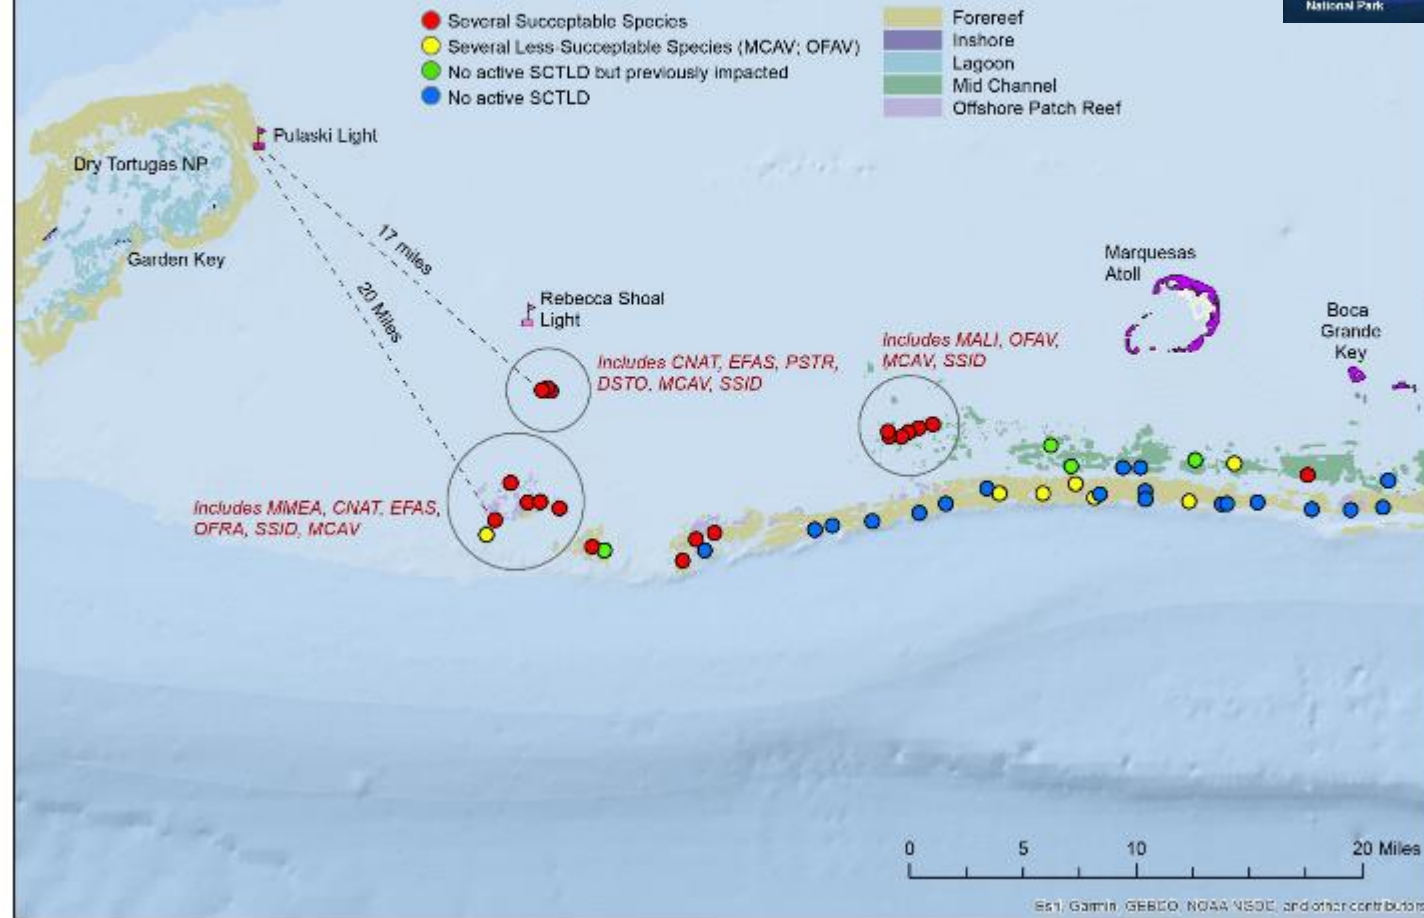 National Park
Several Succeptable Species
Several Less-Succeptable Species (MCAV; OFAV)
No active SCTLD but previously impacted
No active SCTLD
Forereef
Inshore
Lagoon
Mid Channel
Offshore Patch Reef
Pulaski Light
Dry Tortugas NP
Garden Key
17 miles
20 Miles
Rebecca Shoal
Light
Marquesas
Atoll
Boca
Grande
Key
Includes CNAT, EFAS, PSTR,
DSTO, MCAV, SSID
Includes MALI, OFAV,
MCAV, SSID
Includes MMEA, CNAT, EFAS,
OFRA, SSID, MCAV
0 5 10 20 Miles
Esri, Garmin, GEBCO, NOAA NGDC, and other contributors